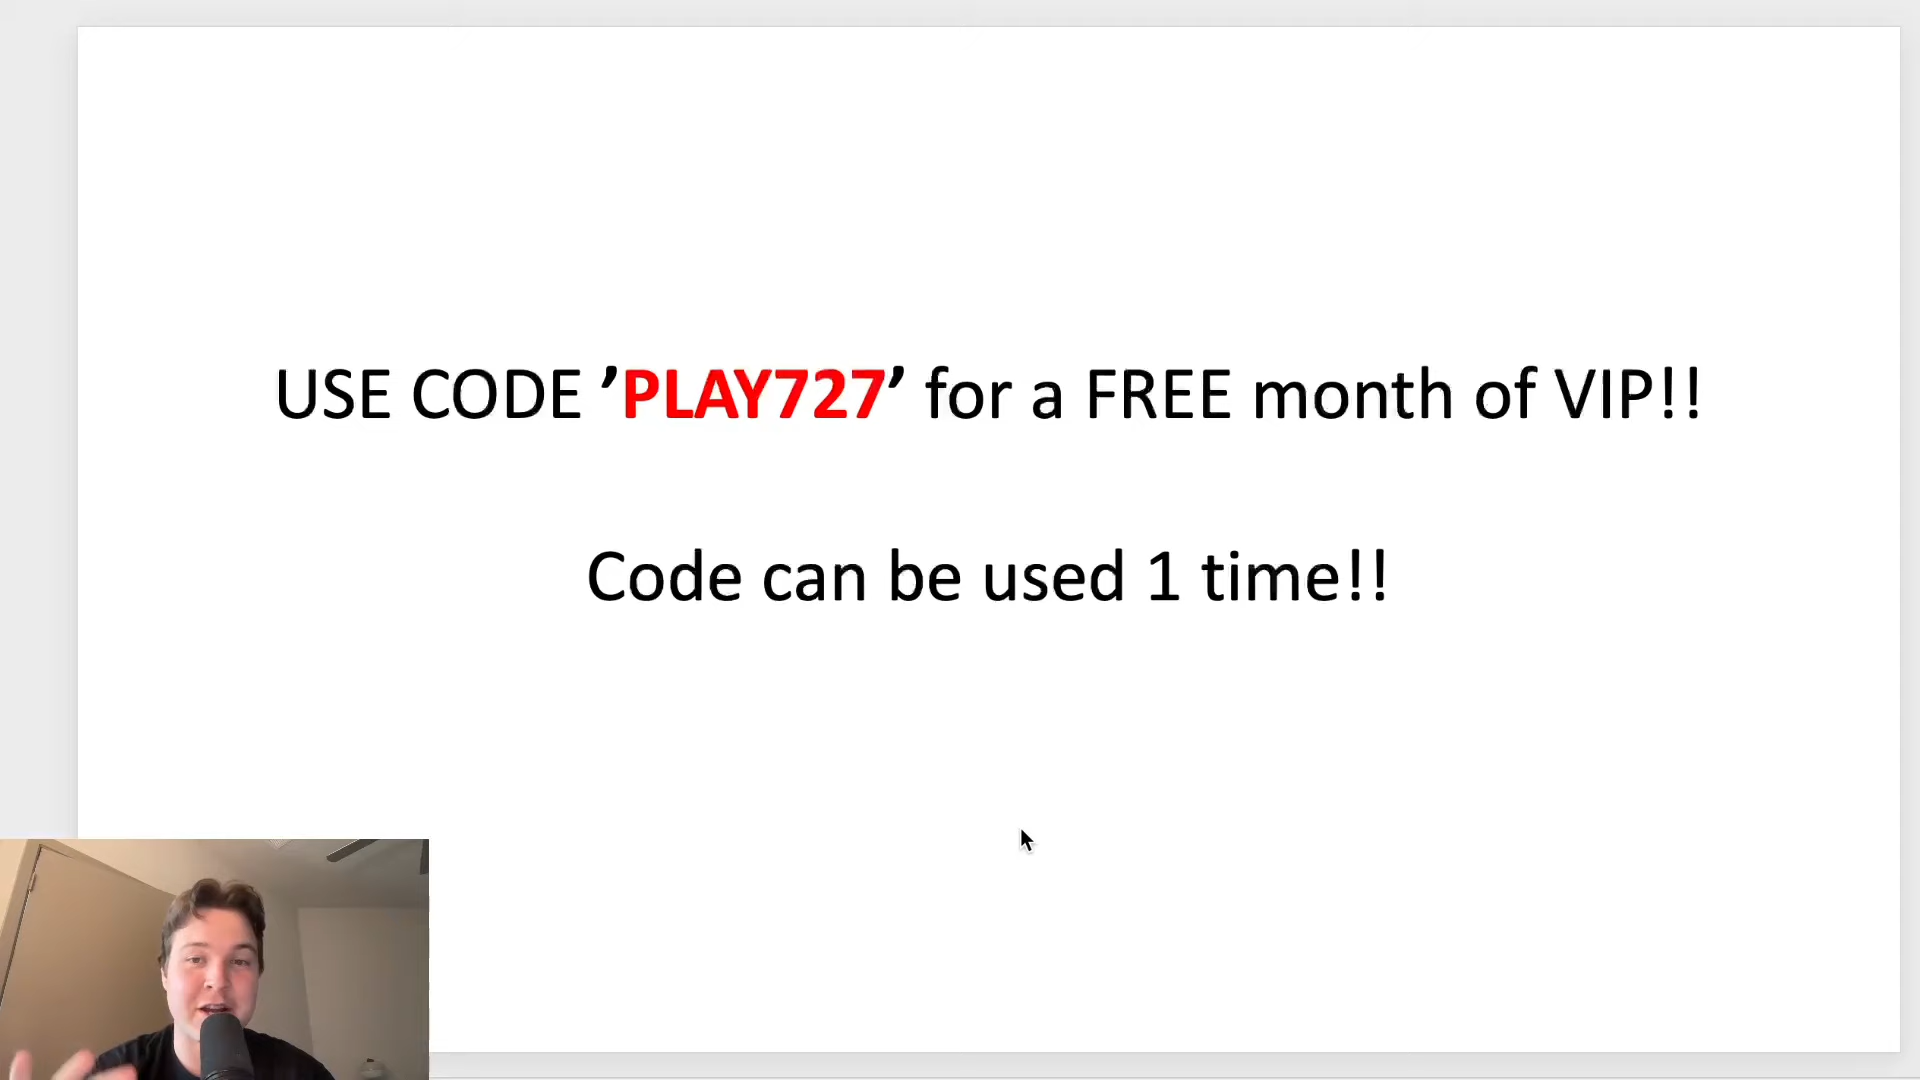 USE CODE ’PLAY727’ for a FREE month of VIP!!
Code can be used 1 time!!